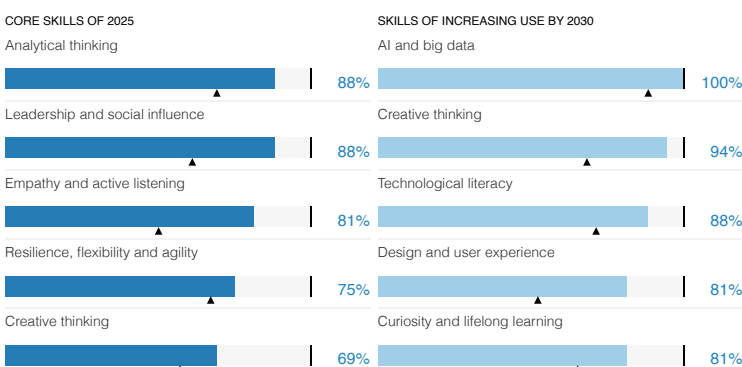 CORE SKILLS OF 2025
Analytical thinking
88%
Leadership and social influence
88%
Empathy and active listening
81%
Resilience, flexibility and agility
75%
Creative thinking
69%
SKILLS OF INCREASING USE BY 2030
AI and big data
100%
Creative thinking
94%
Technological literacy
88%
Design and user experience
81%
Curiosity and lifelong learning
81%